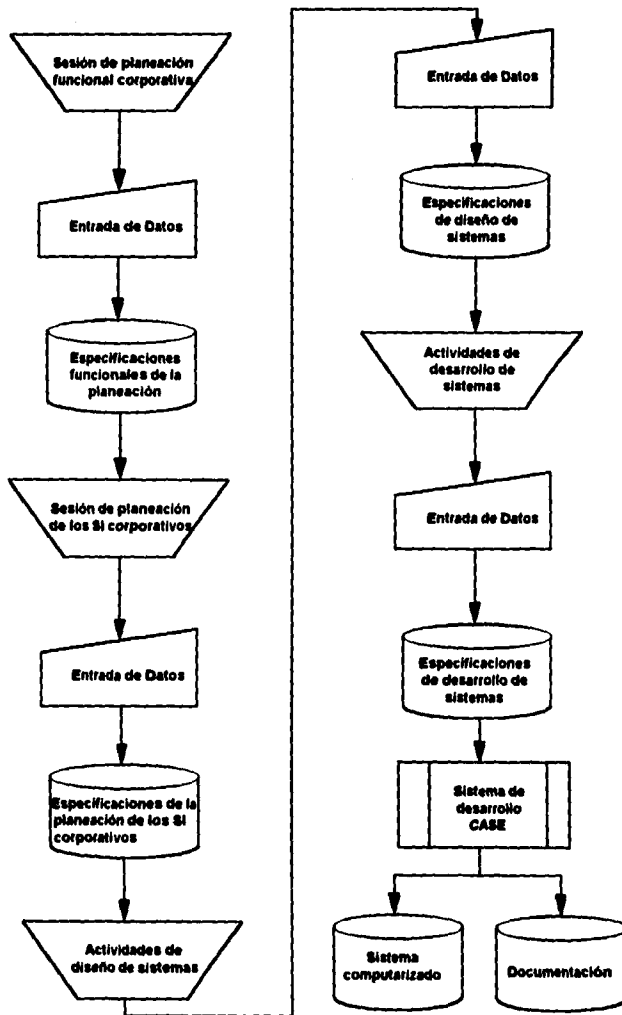 Sesión de planeación
funcional corporativa
Entrada de Datos
Especificaciones
funcionales de la
planeación
Sesión de planeación
de los SI corporativos
Entrada de Datos
Especificaciones de la
planeación de los SI
corporativos
Actividades de
diseño de sistemas
Entrada de Datos
Especificaciones
de diseño de
sistemas
Actividades de
desarrollo de
sistemas
Entrada de Datos
Especificaciones
de desarrollo de
sistemas
Sistema de
desarrollo
CASE
Sistema
computarizado
Documentación